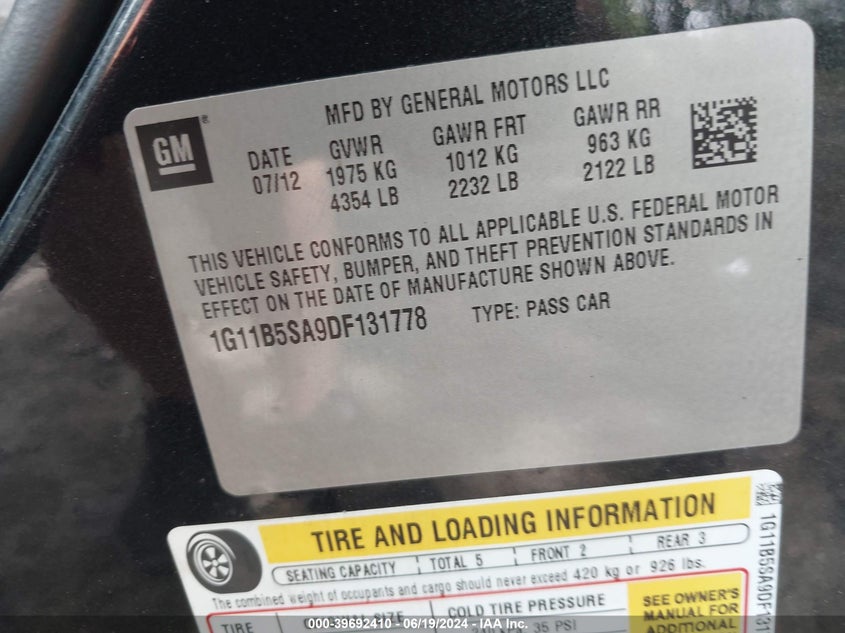 MFD BY GENERAL MOTORS LLC
GM ®
DATE GVWR GAWR FRT GAWR RR
07/12 1975 KG 1012 KG 963 KG
4354 LB 2232 LB 2122 LB
THIS VEHICLE CONFORMS TO ALL APPLICABLE U.S. FEDERAL MOTOR
VEHICLE SAFETY, BUMPER, AND THEFT PREVENTION STANDARDS IN
EFFECT ON THE DATE OF MANUFACTURE SHOWN ABOVE.
1G11B5SA9DF131778 TYPE: PASS CAR
TIRE AND LOADING INFORMATION
SEATING CAPACITY TOTAL 5 FRONT 2 REAR 3
The combined weight of occupants and cargo should never exceed 420 kg or 926 lbs.
TIRE SIZE COLD TIRE PRESSURE
35 PSI
SEE OWNER'S
MANUAL FOR
ADDITIONAL
1G11B5SA9DF131
000-39692410 - 06/19/2024 - IAA Inc.